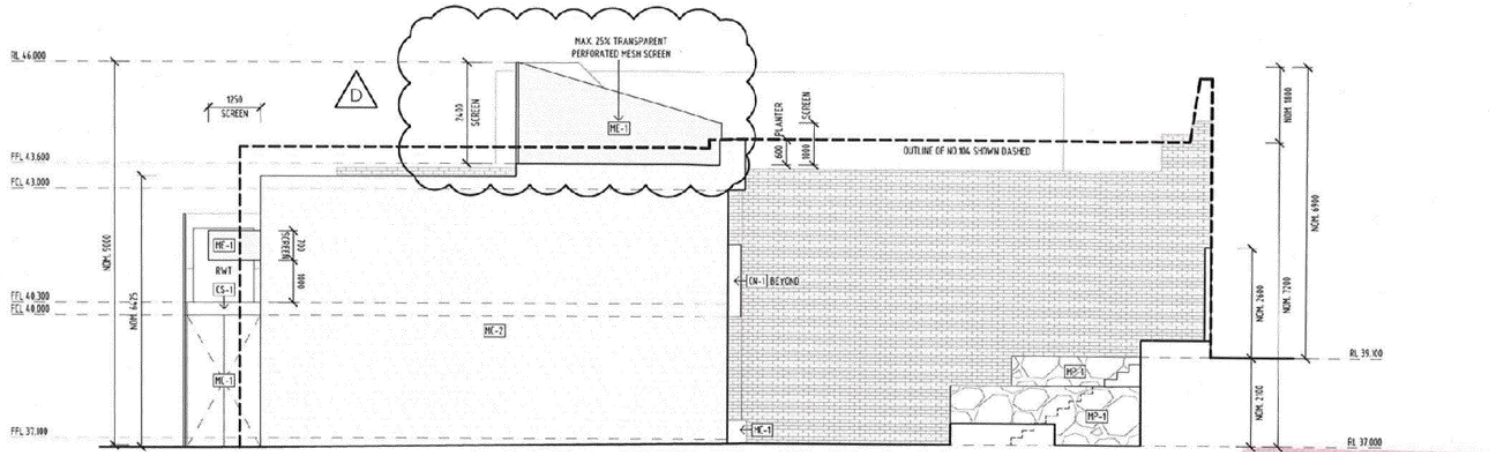 RL 46.000
FFL 43.600
FCL 43.000
FFL 40.300
FCL 40.000
FFL 37.100
NOM. 9000
NOM. 6425
1250
SCREEN
D
2400
SCREEN
MAX. 25% TRANSPARENT
PERFORATED MESH SCREEN
ME-1
600
PLANTER
1000
SCREEN
OUTLINE OF NO 104 SHOWN DASHED
ME-1
700
SCREEN
1000
RWT
CS-1
ME-2
CN-1 BEYOND
ME-1
MP-1
MP-1
NOM. 1800
NOM. 6900
NOM. 2600
NOM. 7200
NOM. 2100
RL 39.100
RL 37.000